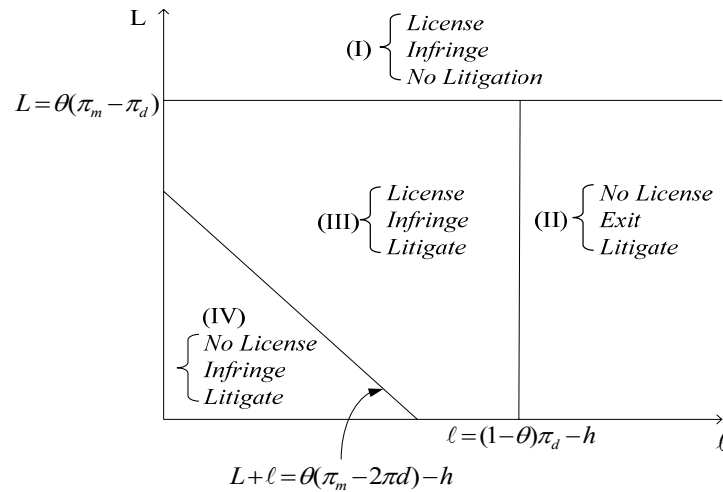 L
(I)
License
Infringe
No Litigation
L = θ(π_m − π_d)
(III)
License
Infringe
Litigate
(II)
No License
Exit
Litigate
(IV)
No License
Infringe
Litigate
ℓ = (1−θ)π_d − h
ℓ
L + ℓ = θ(π_m − 2πd) − h